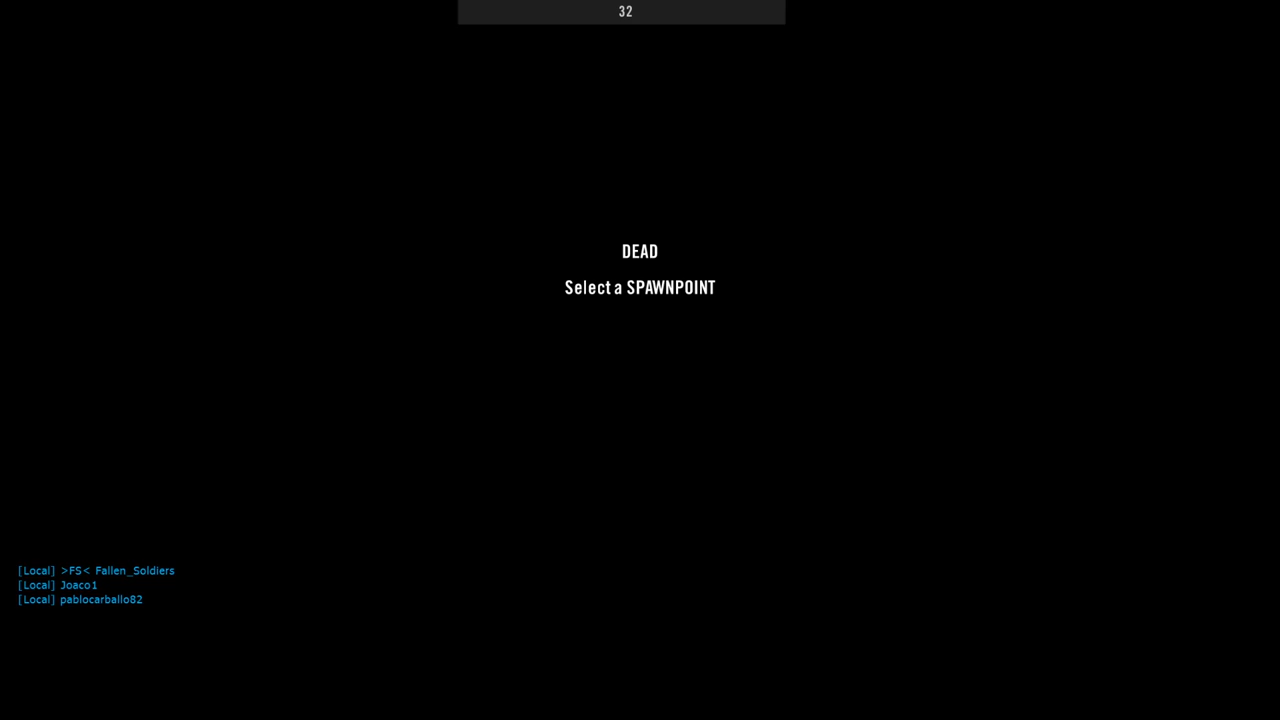 32
DEAD
Select a SPAWNPOINT
[Local] >FS< Fallen_Soldiers
[Local] Joaco1
[Local] pablocarballo82